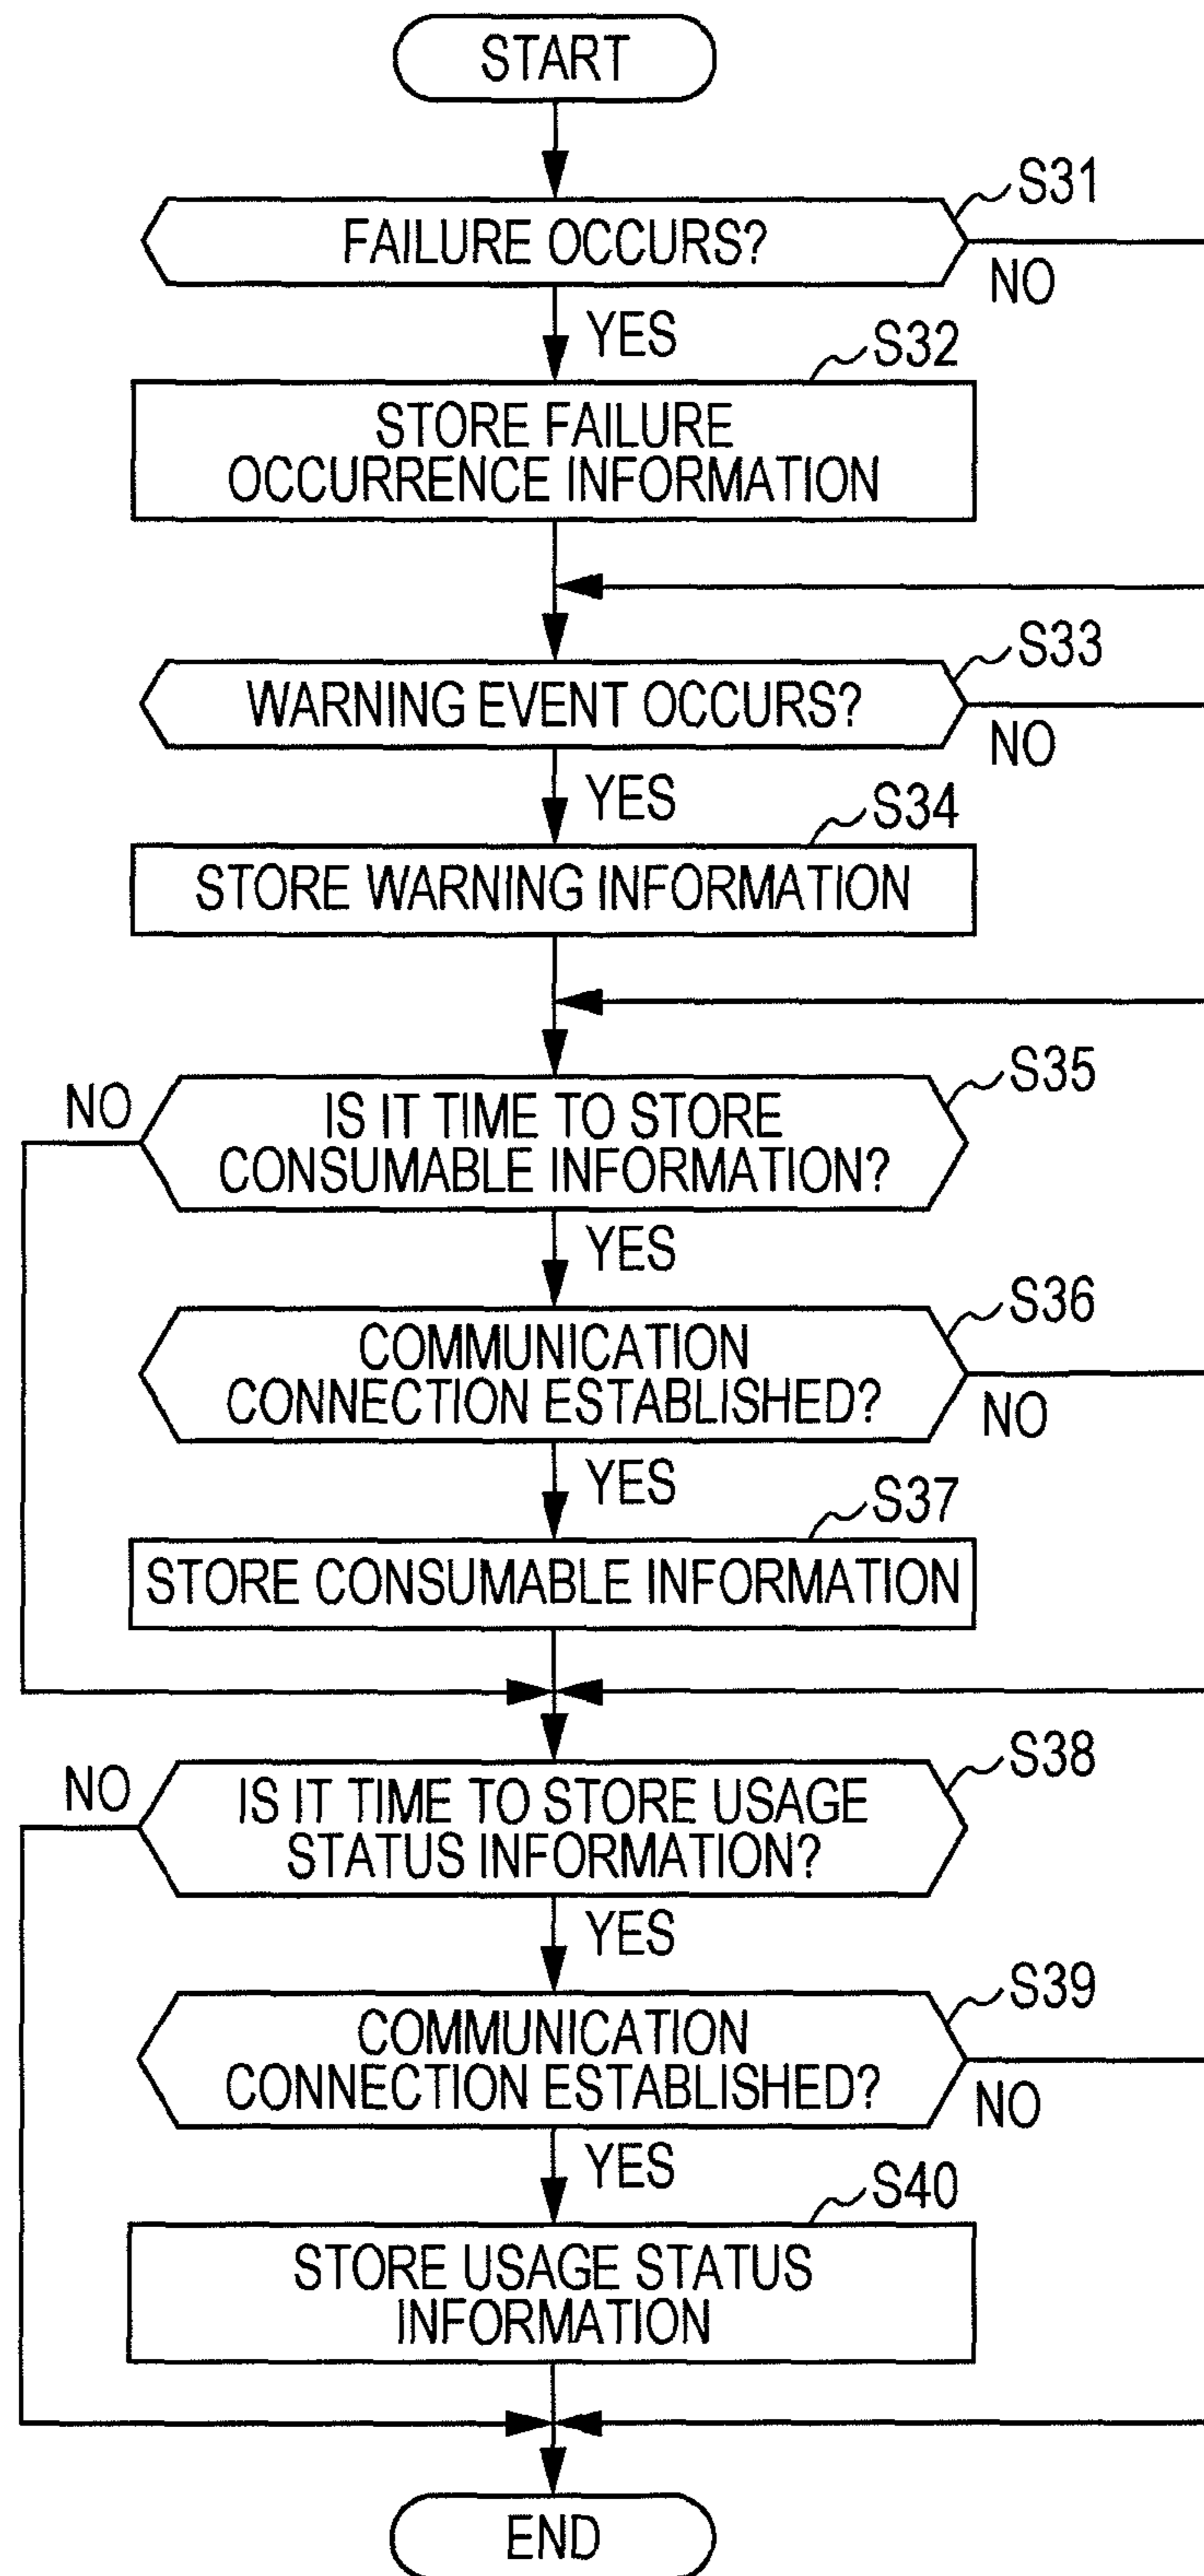 START
S31
FAILURE OCCURS?
NO
YES
S32
STORE FAILURE
OCCURRENCE INFORMATION
S33
WARNING EVENT OCCURS?
NO
YES
S34
STORE WARNING INFORMATION
S35
NO
IS IT TIME TO STORE
CONSUMABLE INFORMATION?
YES
S36
COMMUNICATION
CONNECTION ESTABLISHED?
NO
YES
S37
STORE CONSUMABLE INFORMATION
S38
NO
IS IT TIME TO STORE USAGE
STATUS INFORMATION?
YES
S39
COMMUNICATION
CONNECTION ESTABLISHED?
NO
YES
S40
STORE USAGE STATUS
INFORMATION
END